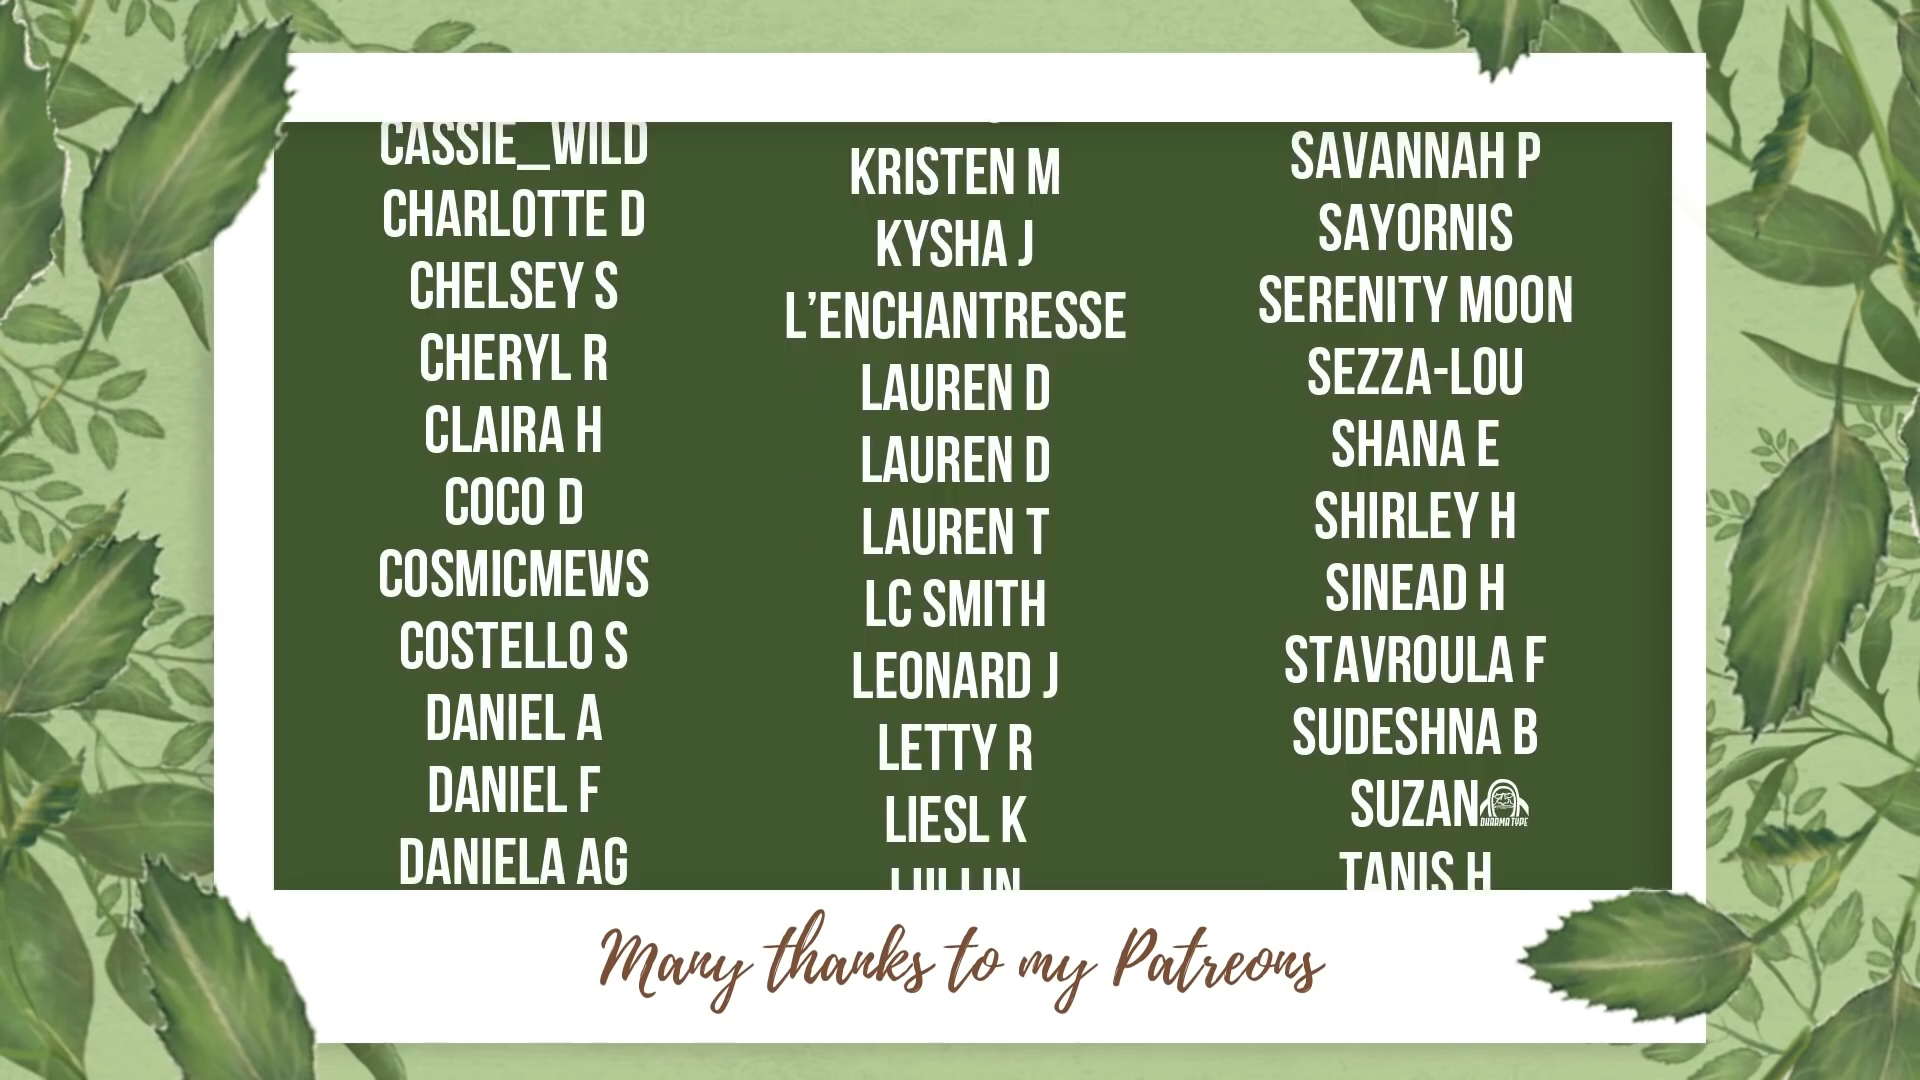 CASSIE_WILD
CHARLOTTE D
CHELSEY S
CHERYL R
CLAIRA H
COCO D
COSMICMEWS
COSTELLO S
DANIEL A
DANIEL F
DANIELA AG
KRISTEN M
KYSHA J
L'ENCHANTRESSE
LAUREN D
LAUREN D
LAUREN T
LC SMITH
LEONARD J
LETTY R
LIESL K
SAVANNAH P
SAYORNIS
SERENITY MOON
SEZZA-LOU
SHANA E
SHIRLEY H
SINEAD H
STAVROULA F
SUDESHNA B
SUZAN DHARMA TYPE
TANIS H
Many thanks to my Patreons